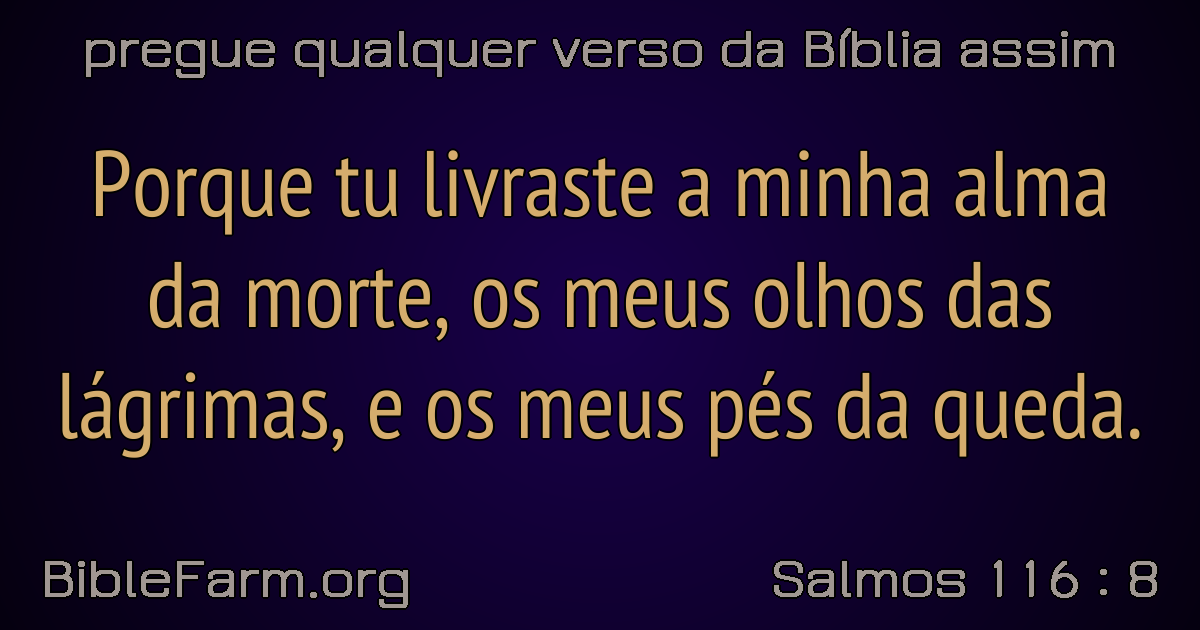 pregue qualquer verso da Bíblia assim
Porque tu livraste a minha alma
da morte, os meus olhos das
lágrimas, e os meus pés da queda.
BibleFarm.org
Salmos 116 : 8